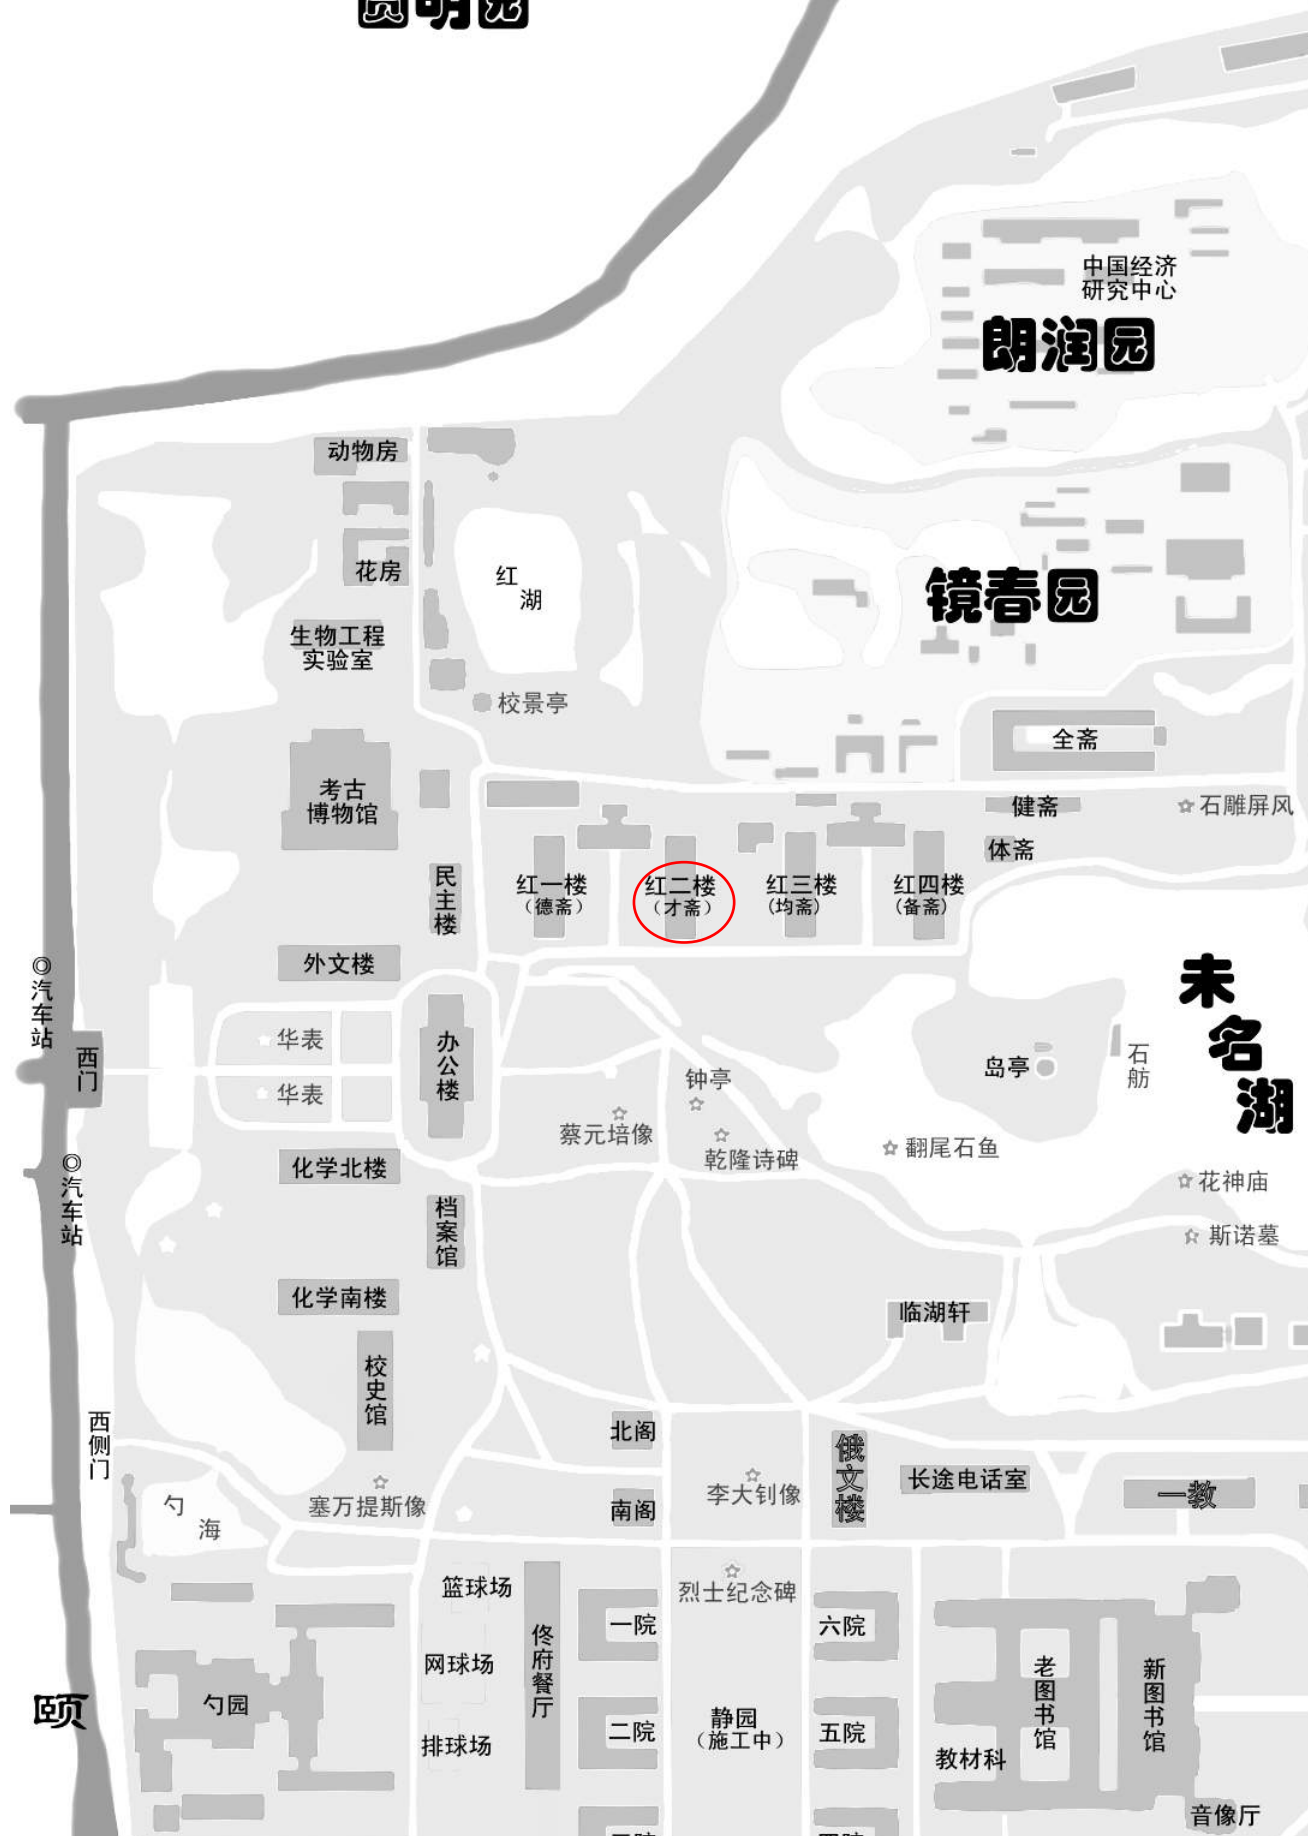 圆明园
中国经济
研究中心
朗润园
动物房
花房
红
湖
镜春园
生物工程
实验室
校景亭
全斋
考古
博物馆
健斋
石雕屏风
体斋
民主楼
红一楼
（德斋）
红二楼
（才斋）
红三楼
（均斋）
红四楼
（备斋）
外文楼
◎汽车站
未名湖
西门
华表
办公楼
钟亭
岛亭
石舫
华表
蔡元培像
乾隆诗碑
翻尾石鱼
◎汽车站
化学北楼
花神庙
档案馆
斯诺墓
化学南楼
临湖轩
校史馆
西侧门
北阁
俄文楼
李大钊像
长途电话室
一教
勺
海
塞万提斯像
南阁
篮球场
烈士纪念碑
佟府餐厅
一院
六院
网球场
老图书馆
新图书馆
颐
勺园
静园
（施工中）
二院
五院
排球场
教材科
音像厅